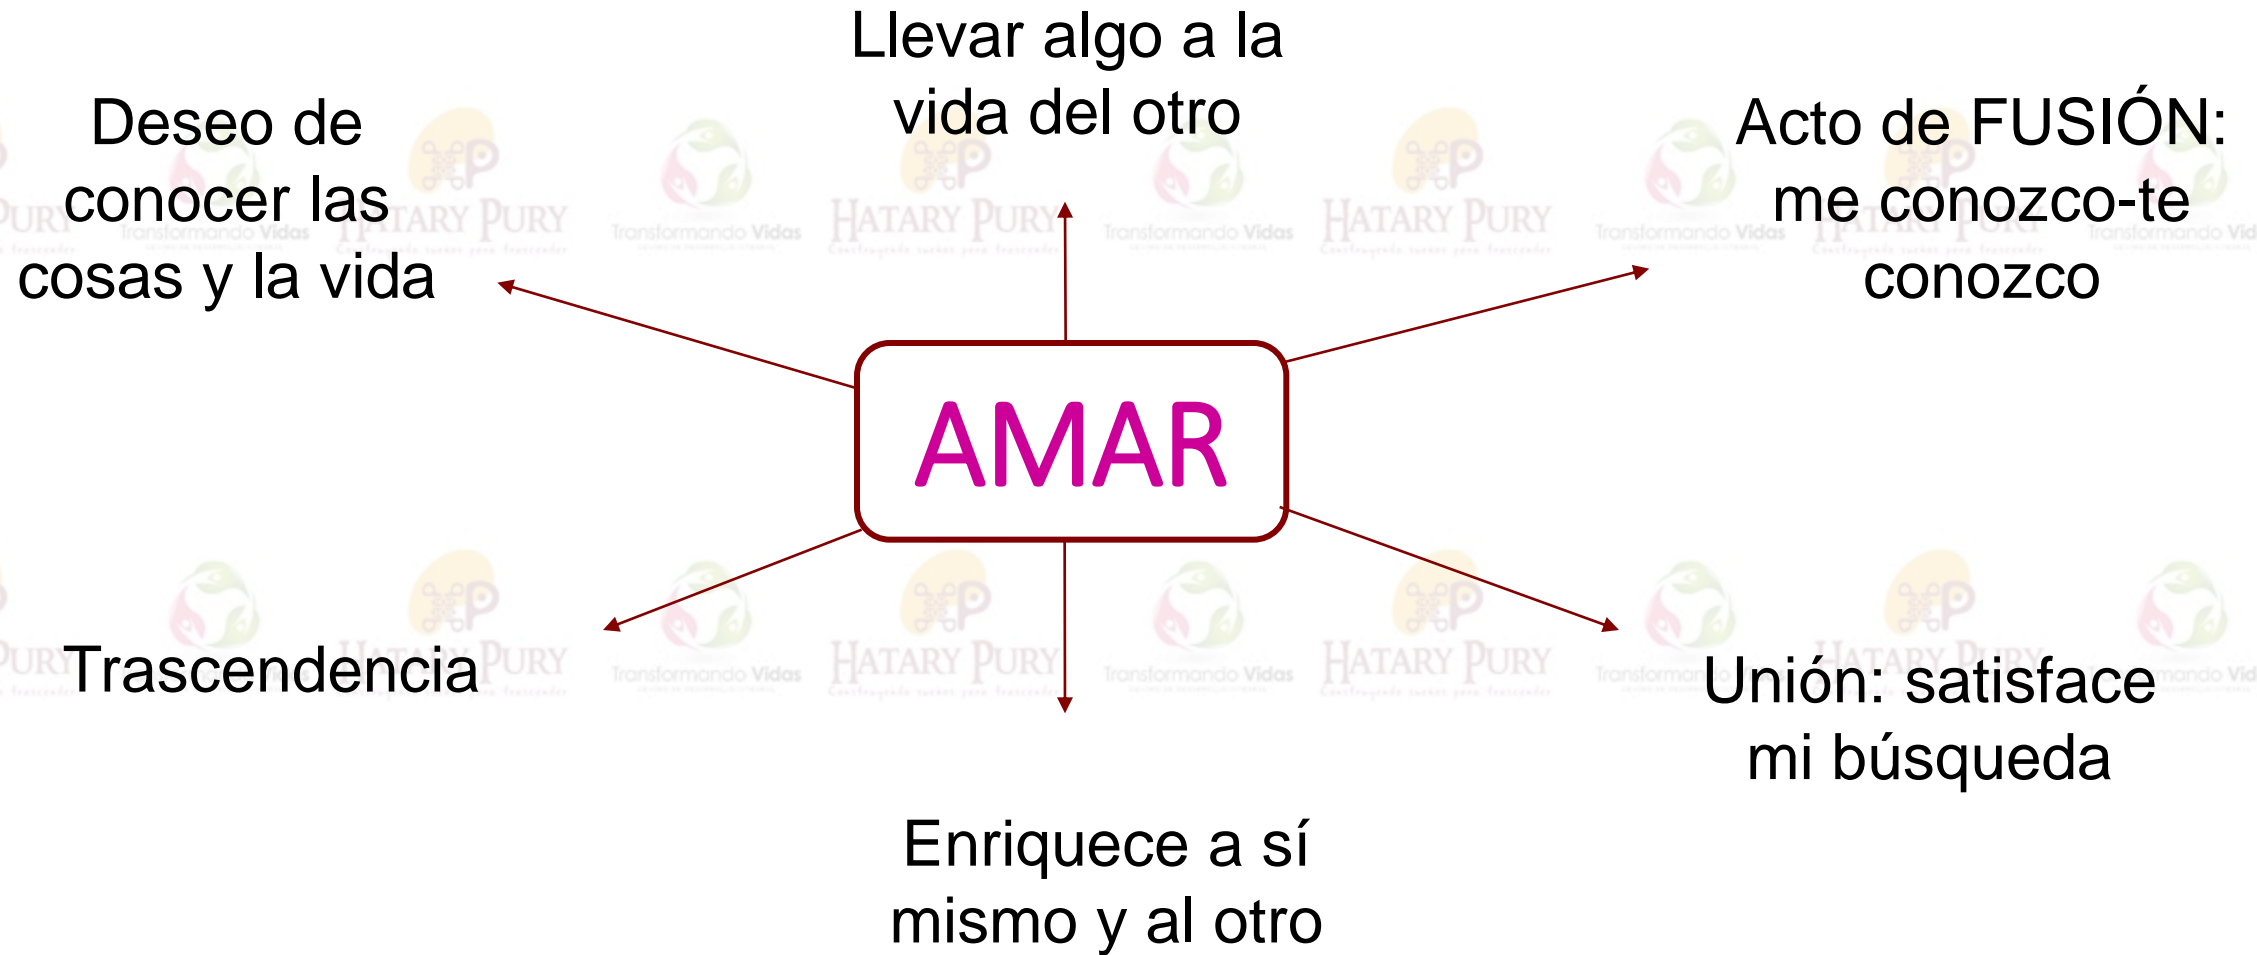 Llevar algo a la
vida del otro
Deseo de
conocer las
cosas y la vida
Acto de FUSIÓN:
me conozco-te
conozco
AMAR
Trascendencia
Unión: satisface
mi búsqueda
Enriquece a sí
mismo y al otro
HATARY PURY
Transformando Vidas